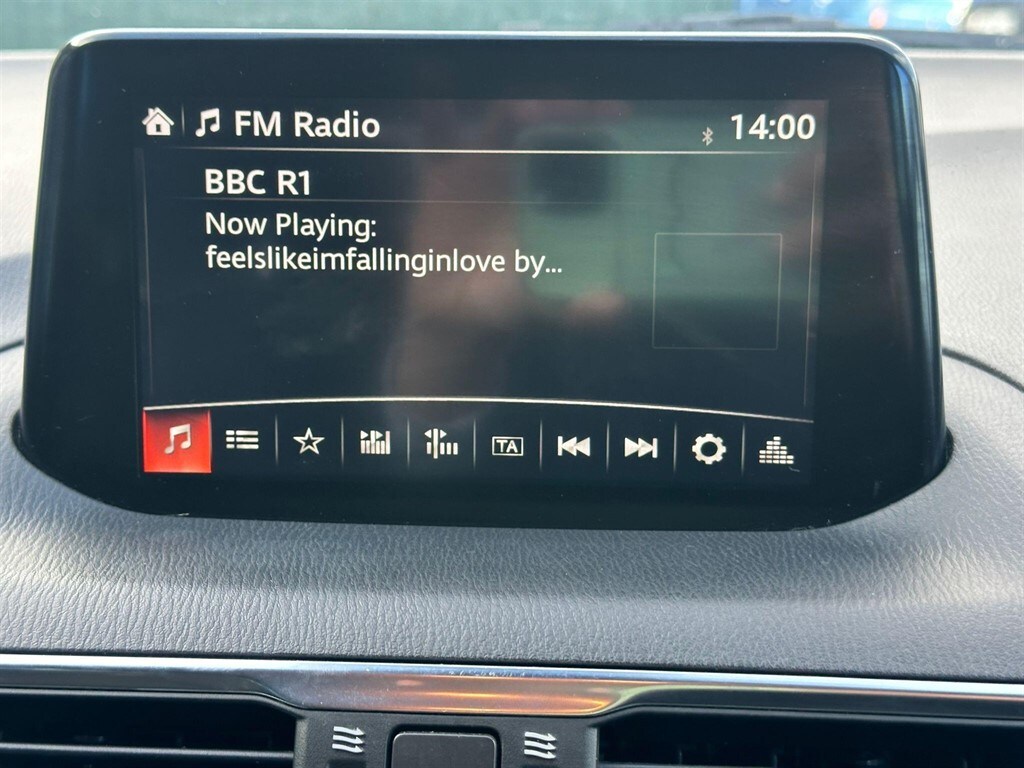 FM Radio 14:00
BBC R1
Now Playing:
feelslikeimfallinginlove by...
TA